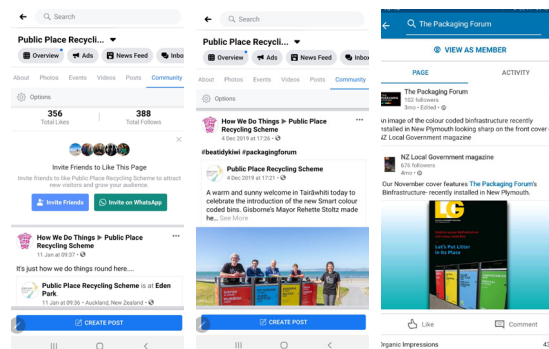 Search
Public Place Recycli...
Overview
Ads
News Feed
Inbo
About Photos Events Videos Posts Community
Options
356
Total Likes
388
Total Follows
Invite Friends to Like This Page
Invite friends to like Public Place Recycling Scheme to attract
new visitors and grow your audience.
Invite Friends
Invite on WhatsApp
How We Do Things ▶ Public Place
Recycling Scheme
11 Jan at 09:37
It's just how we do things round here....
Public Place Recycling Scheme is at Eden
Park.
11 Jan at 09:36 • Auckland, New Zealand
CREATE POST
Search
Public Place Recycli...
Overview
Ads
News Feed
Inbo
About Photos Events Videos Posts Community
Options
How We Do Things ▶ Public Place
Recycling Scheme
4 Dec 2019 at 17:26
#beatidykiwi #packagingforum
Public Place Recycling Scheme
4 Dec 2019 at 17:21
A warm and sunny welcome in Tairāwhiti today to
celebrate the introduction of the new Smart colour
coded bins. Gisborne's Mayor Rehette Stoltz made
he... See More
CREATE POST
The Packaging Forum
VIEW AS MEMBER
PAGE
ACTIVITY
The Packaging Forum
102 followers
3mo • Edited
An image of the colour coded binfrastructure recently
installed in New Plymouth looking sharp on the front cover
NZ Local Government magazine
NZ Local Government magazine
676 followers
4mo
Our November cover features The Packaging Forum's
Binfrastructure- recently installed in New Plymouth.
LG
Let's Put Litter
in its Place
Like
Comment
Organic Impressions